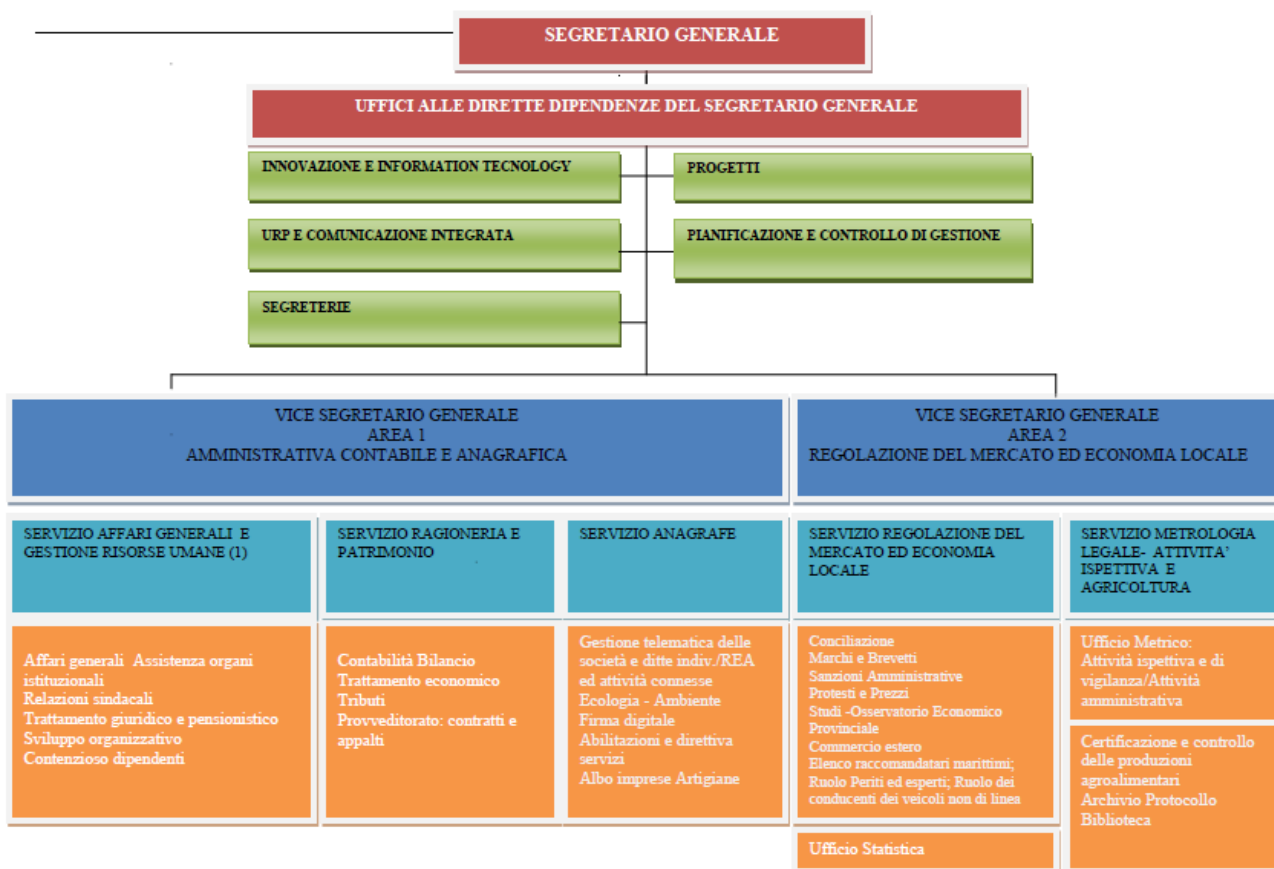 SEGRETARIO GENERALE
UFFICI ALLE DIRETTE DIPENDENZE DEL SEGRETARIO GENERALE
INNOVAZIONE E INFORMATION TECNOLOGY
PROGETTI
URP E COMUNICAZIONE INTEGRATA
PIANIFICAZIONE E CONTROLLO DI GESTIONE
SEGRETERIE
VICE SEGRETARIO GENERALE
AREA 1
AMMINISTRATIVA CONTABILE E ANAGRAFICA
VICE SEGRETARIO GENERALE
AREA 2
REGOLAZIONE DEL MERCATO ED ECONOMIA LOCALE
SERVIZIO AFFARI GENERALI E
GESTIONE RISORSE UMANE (1)
SERVIZIO RAGIONERIA E
PATRIMONIO
SERVIZIO ANAGRAFE
SERVIZIO REGOLAZIONE DEL
MERCATO ED ECONOMIA
LOCALE
SERVIZIO METROLOGIA
LEGALE- ATTIVITA'
ISPETTIVA E
AGRICOLTURA
Affari generali Assistenza organi
istituzionali
Relazioni sindacali
Trattamento giuridico e pensionistico
Sviluppo organizzativo
Contenzioso dipendenti
Contabilità Bilancio
Trattamento economico
Tributi
Provveditorato: contratti e
appalti
Gestione telematica delle
società e ditte indiv./REA
ed attività connesse
Ecologia - Ambiente
Firma digitale
Abilitazioni e direttiva
servizi
Albo imprese Artigiane
Conciliazione
Marchi e Brevetti
Sanzioni Amministrative
Protesti e Prezzi
Studi -Osservatorio Economico
Provinciale
Commercio estero
Elenco raccomandatari marittimi;
Ruolo Periti ed esperti; Ruolo dei
conducenti dei veicoli non di linea
Ufficio Statistica
Ufficio Metrico:
Attività ispettiva e di
vigilanza/Attività
amministrativa
Certificazione e controllo
delle produzioni
agroalimentari
Archivio Protocollo
Biblioteca